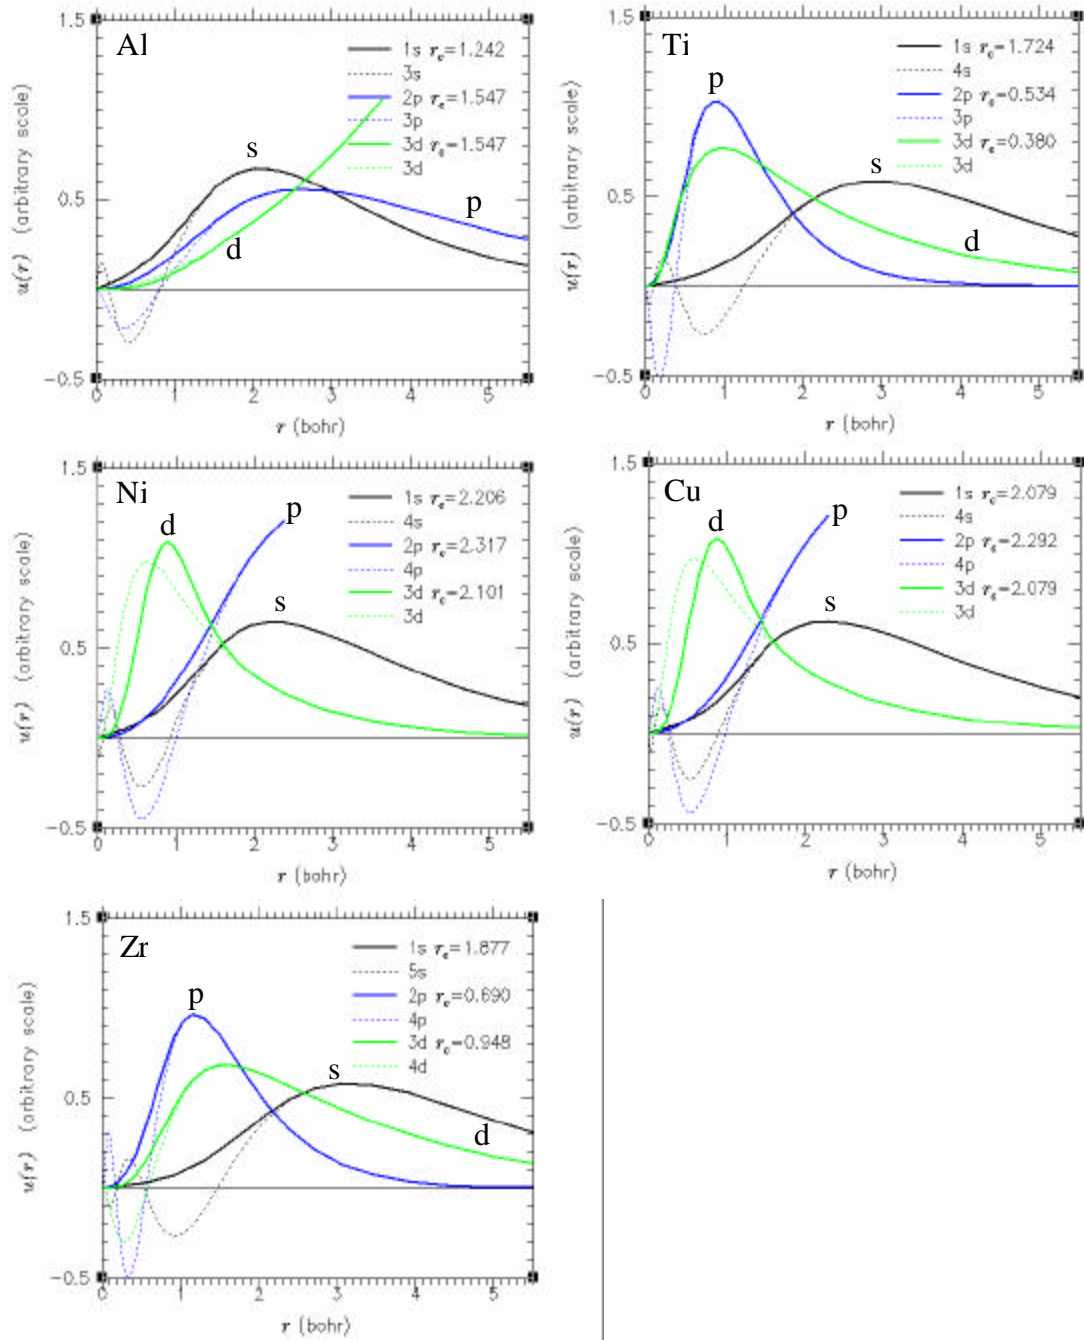 Al
1.5
1s r_c=1.242
3s
2p r_c=1.547
3p
3d r_c=1.547
3d
s
p
d
0.5
−0.5
0 1 2 3 4 5
u(r) (arbitrary scale)
r (bohr)
Ti
1.5
1s r_c=1.724
4s
2p r_c=0.534
3p
3d r_c=0.380
3d
p
s
d
0.5
−0.5
0 1 2 3 4 5
u(r) (arbitrary scale)
r (bohr)
Ni
1.5
1s r_c=2.206
4s
2p r_c=2.317
4p
3d r_c=2.101
3d
p
d
s
0.5
−0.5
0 1 2 3 4 5
u(r) (arbitrary scale)
r (bohr)
Cu
1.5
1s r_c=2.079
4s
2p r_c=2.292
4p
3d r_c=2.079
3d
p
d
s
0.5
−0.5
0 1 2 3 4 5
u(r) (arbitrary scale)
r (bohr)
Zr
1.5
1s r_c=1.877
5s
2p r_c=0.690
4p
3d r_c=0.948
4d
p
s
d
0.5
−0.5
0 1 2 3 4 5
u(r) (arbitrary scale)
r (bohr)